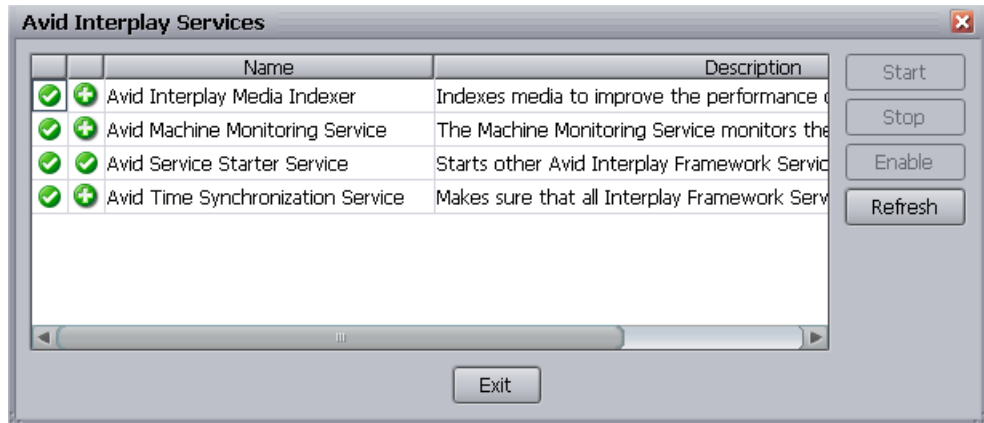 Avid Interplay Services
Name Description
Avid Interplay Media Indexer Indexes media to improve the performance
Avid Machine Monitoring Service The Machine Monitoring Service monitors the
Avid Service Starter Service Starts other Avid Interplay Framework Servic
Avid Time Synchronization Service Makes sure that all Interplay Framework Serv
Start
Stop
Enable
Refresh
Exit